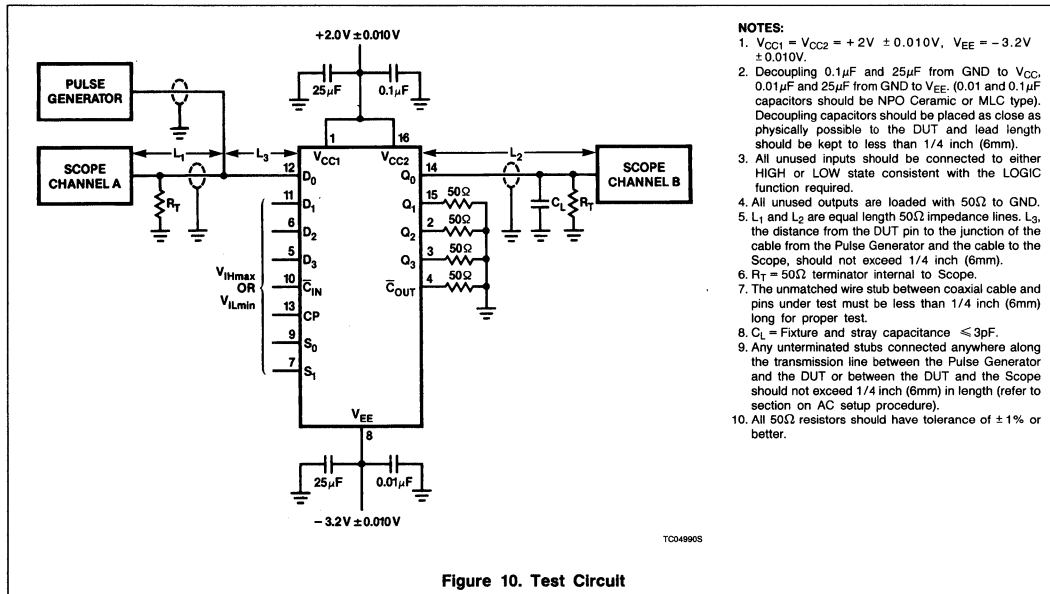 +2.0V ±0.010V
25μF
0.1μF
PULSE
GENERATOR
SCOPE
CHANNEL A
L1
L3
RT
1
16
VCC1
VCC2
12
D0
11
D1
6
D2
5
D3
10
C̅IN
13
CP
9
S0
7
S1
VIHmax
OR
VILmin
14
Q0
15
Q1
2
Q2
3
Q3
4
C̅OUT
50Ω
50Ω
50Ω
50Ω
L2
CL
RT
SCOPE
CHANNEL B
VEE
8
25μF
0.01μF
−3.2V ±0.010V
TC04990S
NOTES:
1. VCC1 = VCC2 = +2V ±0.010V, VEE = −3.2V
±0.010V.
2. Decoupling 0.1μF and 25μF from GND to VCC,
0.01μF and 25μF from GND to VEE. (0.01 and 0.1μF
capacitors should be NPO Ceramic or MLC type).
Decoupling capacitors should be placed as close as
physically possible to the DUT and lead length
should be kept to less than 1/4 inch (6mm).
3. All unused inputs should be connected to either
HIGH or LOW state consistent with the LOGIC
function required.
4. All unused outputs are loaded with 50Ω to GND.
5. L1 and L2 are equal length 50Ω impedance lines. L3,
the distance from the DUT pin to the junction of the
cable from the Pulse Generator and the cable to the
Scope, should not exceed 1/4 inch (6mm).
6. RT = 50Ω terminator internal to Scope.
7. The unmatched wire stub between coaxial cable and
pins under test must be less than 1/4 inch (6mm)
long for proper test.
8. CL = Fixture and stray capacitance ≤ 3pF.
9. Any unterminated stubs connected anywhere along
the transmission line between the Pulse Generator
and the DUT or between the DUT and the Scope
should not exceed 1/4 inch (6mm) in length (refer to
section on AC setup procedure).
10. All 50Ω resistors should have tolerance of ±1% or
better.
Figure 10. Test Circuit